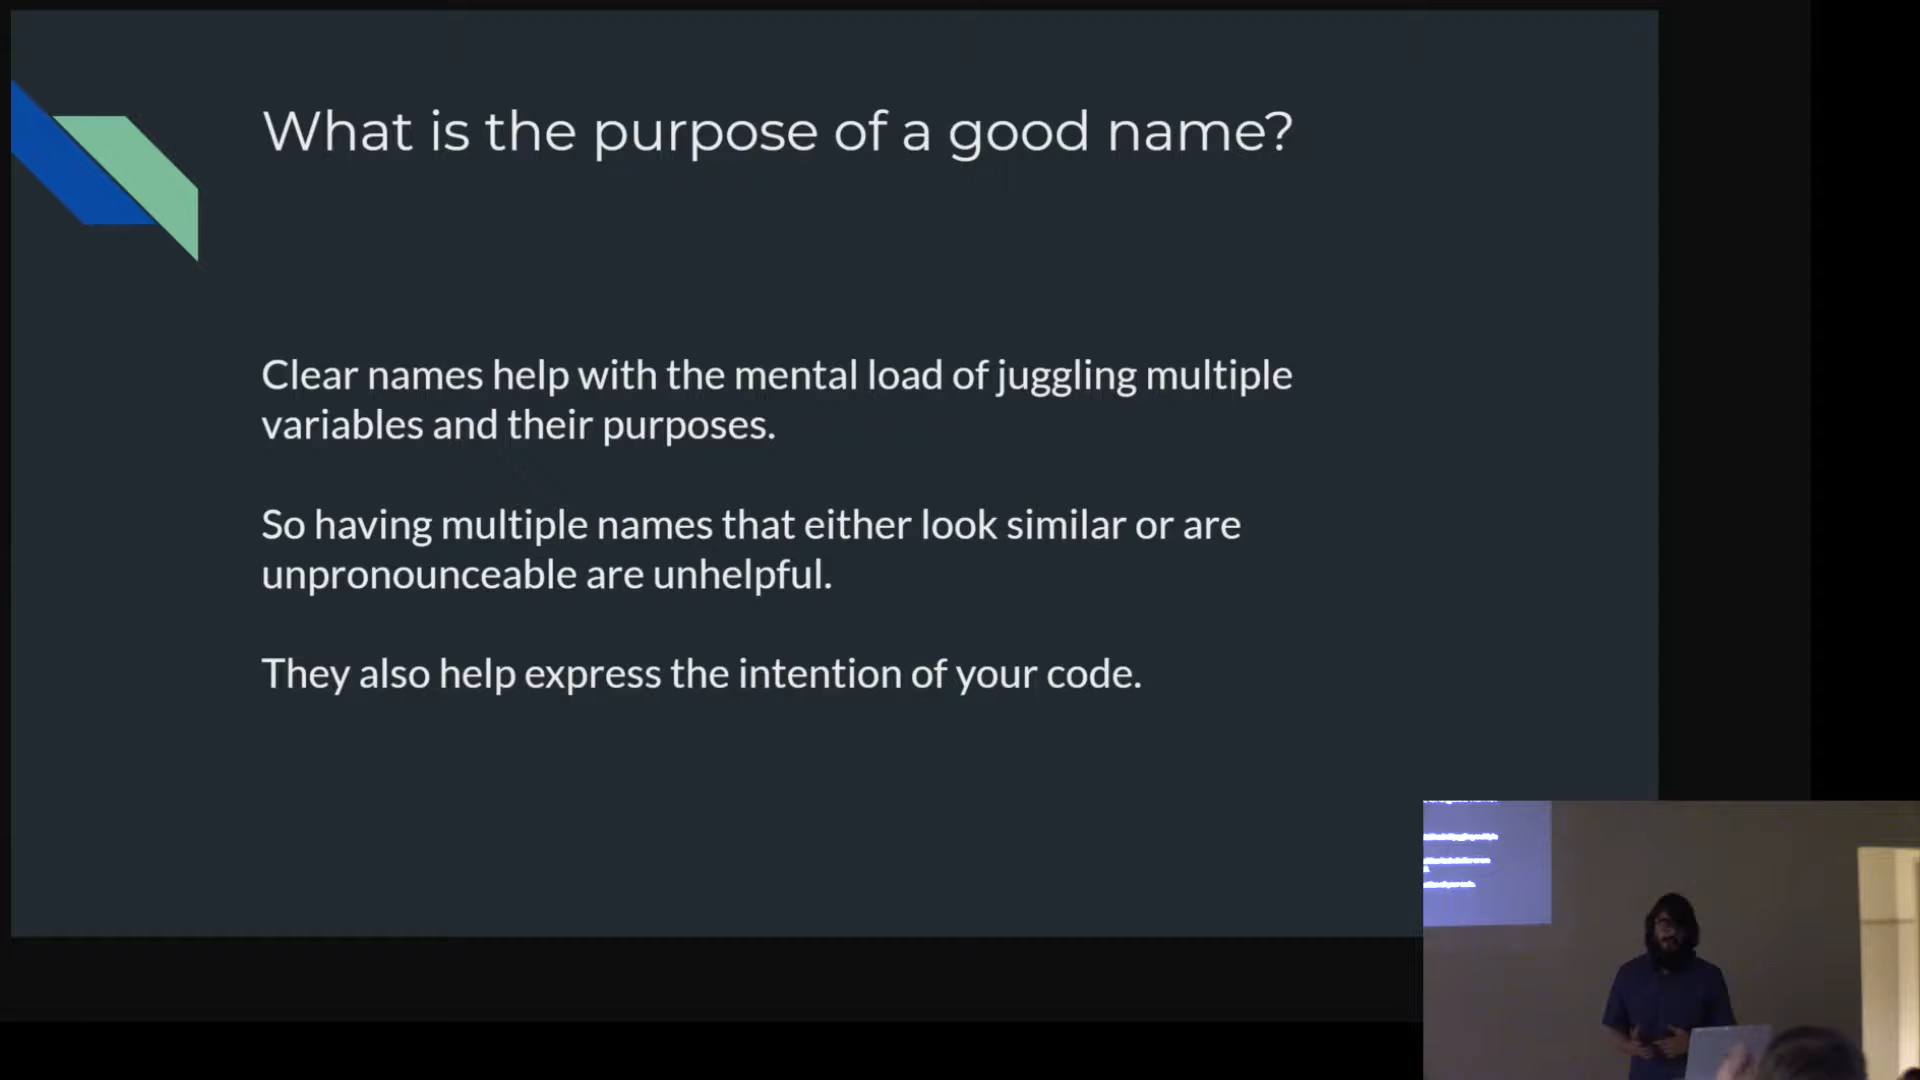 What is the purpose of a good name?
Clear names help with the mental load of juggling multiple
variables and their purposes.
So having multiple names that either look similar or are
unpronounceable are unhelpful.
They also help express the intention of your code.